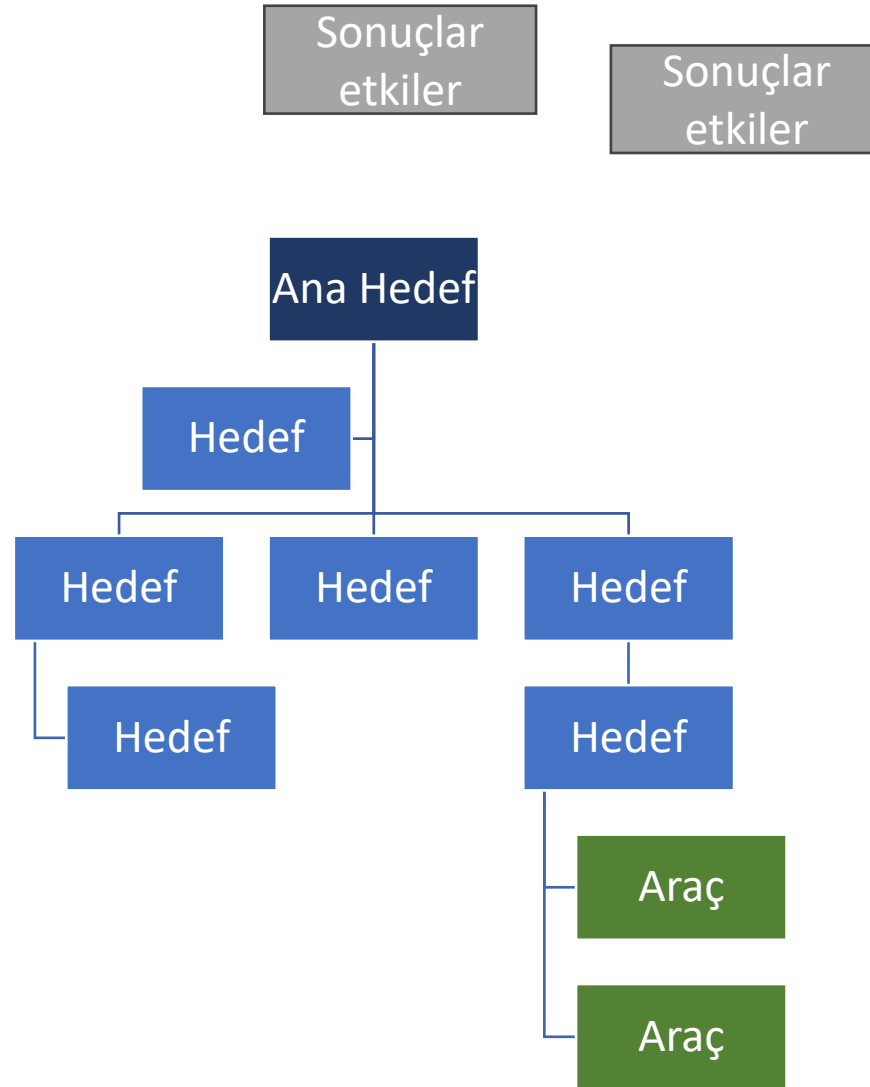 Sonuçlar
etkiler
Sonuçlar
etkiler
Ana Hedef
Hedef
Hedef
Hedef
Hedef
Hedef
Hedef
Araç
Araç